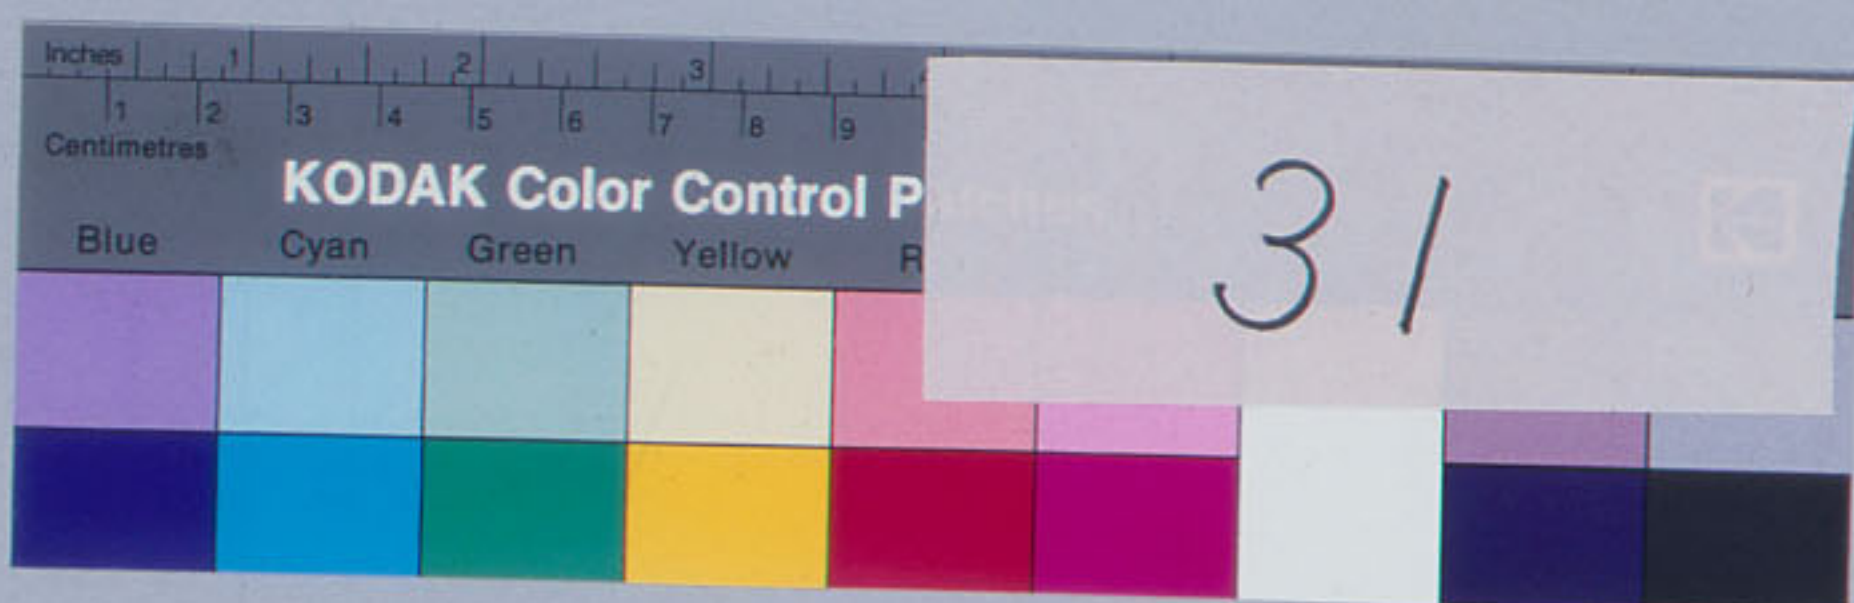 Inches 1 2 3
1 2 3 4 5 6 7 8 9
Centimetres
KODAK Color Control P
Blue Cyan Green Yellow R
31